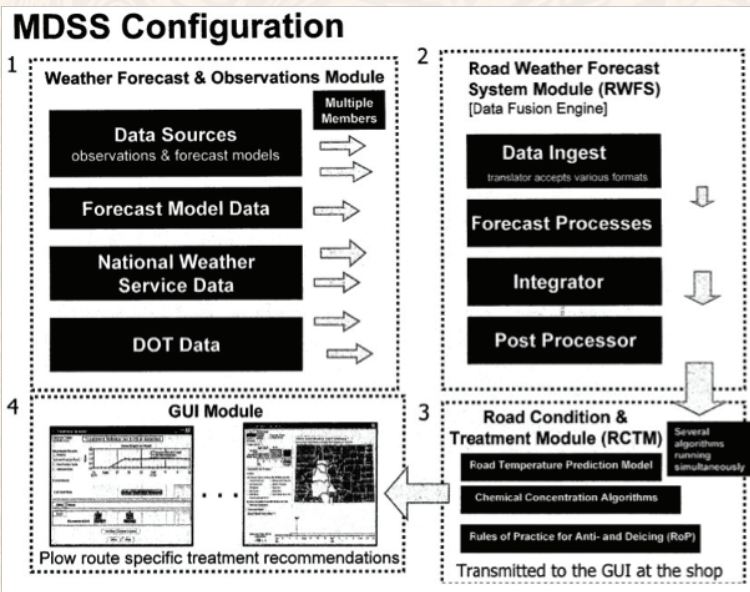 MDSS Configuration
1
Weather Forecast & Observations Module
Multiple
Members
Data Sources
observations & forecast models
Forecast Model Data
National Weather
Service Data
DOT Data
2
Road Weather Forecast
System Module (RWFS)
[Data Fusion Engine]
Data Ingest
translator accepts various formats
Forecast Processes
Integrator
Post Processor
3
Road Condition &
Treatment Module (RCTM)
Several
algorithms
running
simultaneously
Road Temperature Prediction Model
Chemical Concentration Algorithms
Rules of Practice for Anti- and Deicing (RoP)
Transmitted to the GUI at the shop
4
GUI Module
Plow route specific treatment recommendations